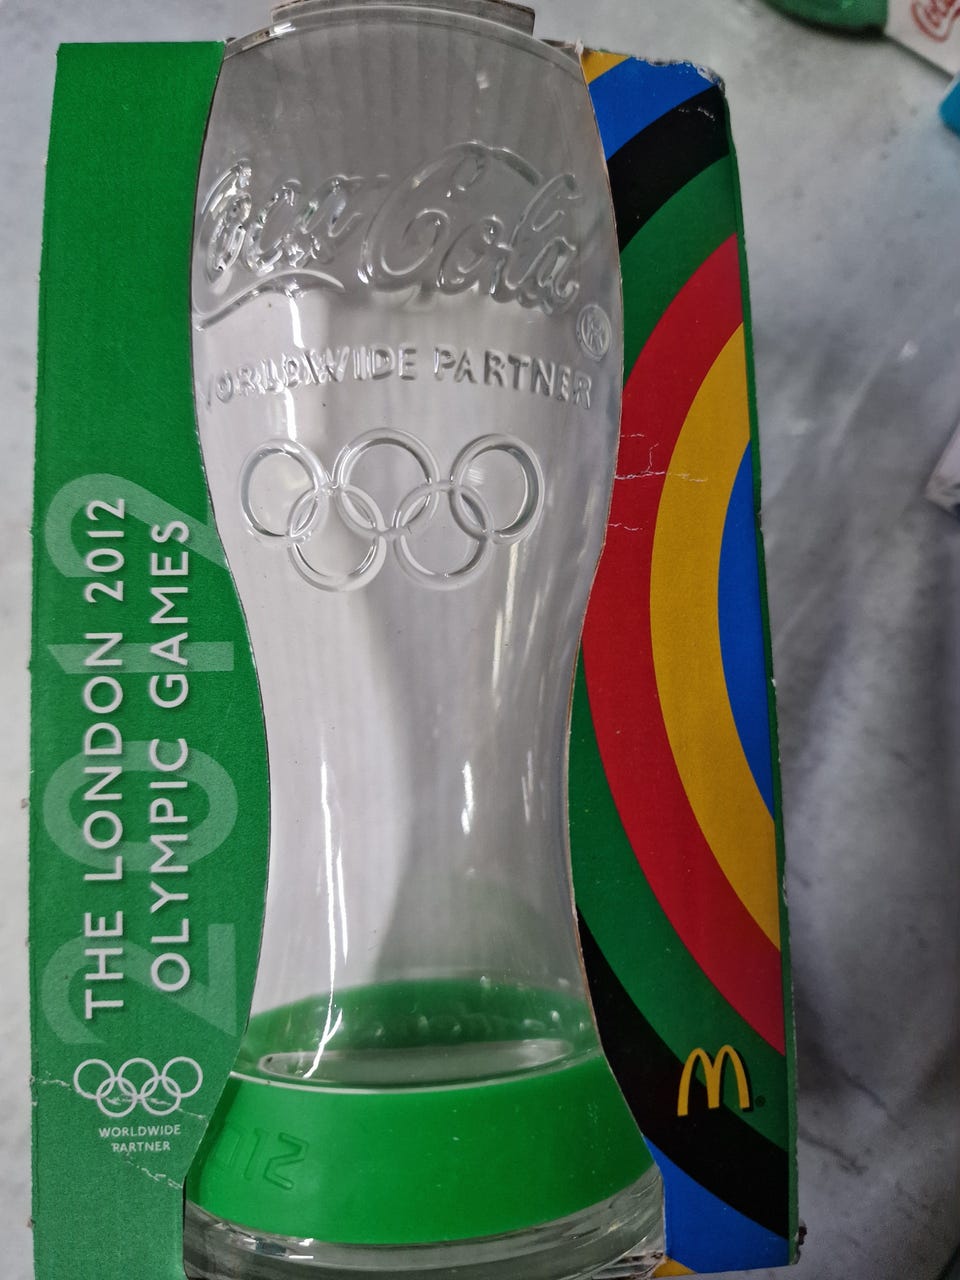 Coca-Cola
®
WORLDWIDE PARTNER
2012
THE LONDON 2012
OLYMPIC GAMES
WORLDWIDE
PARTNER
M